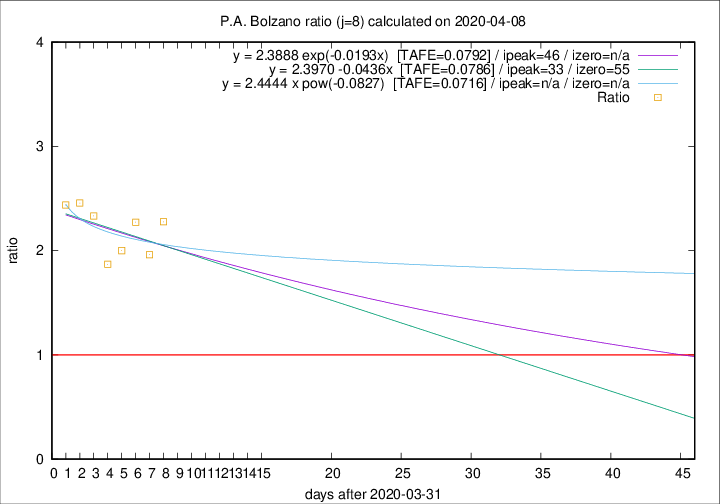 P.A. Bolzano ratio (j=8) calculated on 2020-04-08
y = 2.3888 exp(-0.0193x)  [TAFE=0.0792] / ipeak=46 / izero=n/a
y = 2.3970 -0.0436x  [TAFE=0.0786] / ipeak=33 / izero=55
y = 2.4444 x pow(-0.0827)  [TAFE=0.0716] / ipeak=n/a / izero=n/a
Ratio
4
3
2
1
0
ratio
0 1 2 3 4 5 6 7 8 9 10 11 12 13 14 15 20 25 30 35 40 45
days after 2020-03-31